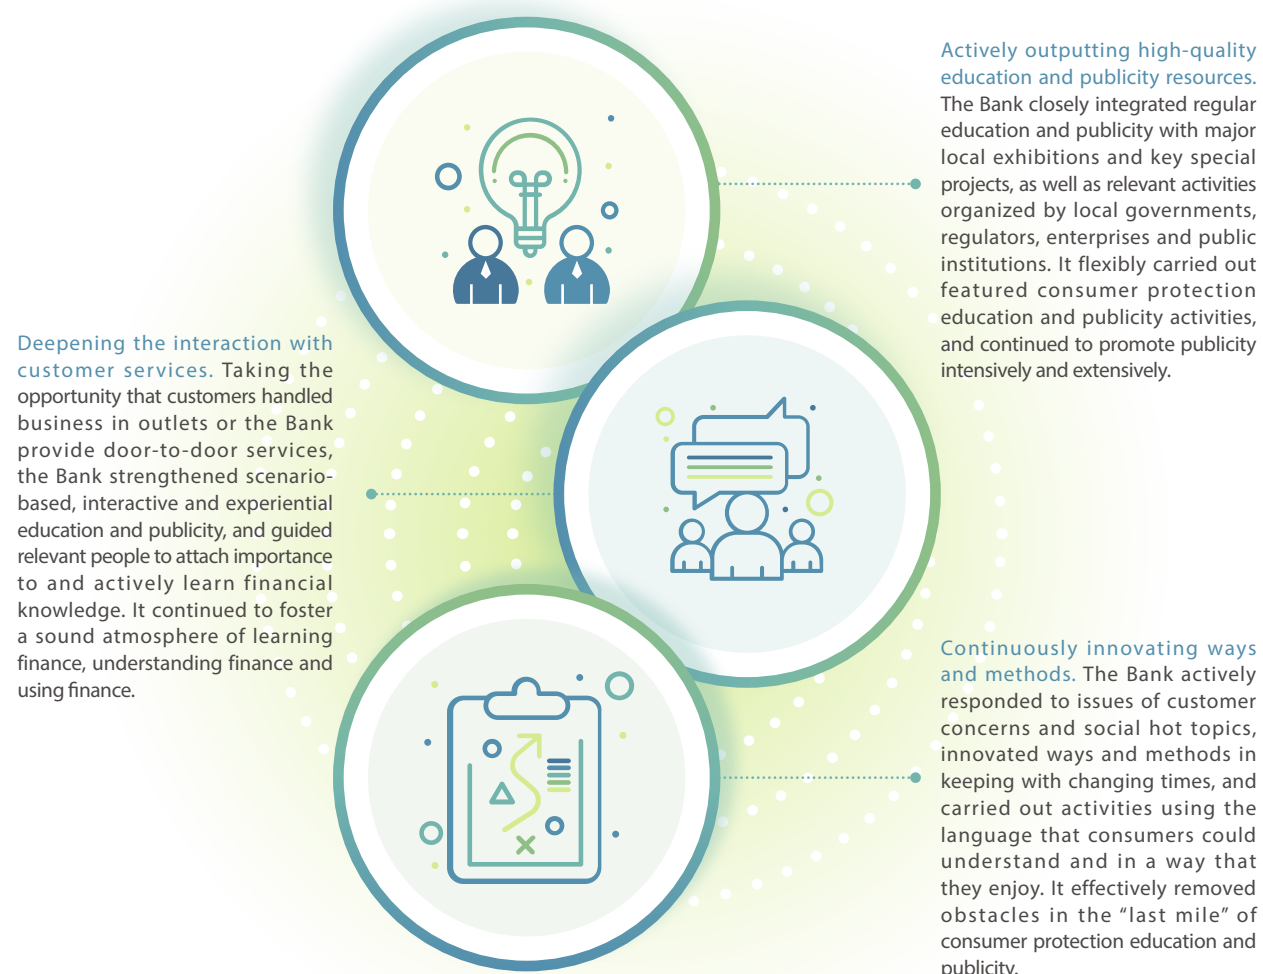 Actively outputting high-quality
education and publicity resources.
The Bank closely integrated regular
education and publicity with major
local exhibitions and key special
projects, as well as relevant activities
organized by local governments,
regulators, enterprises and public
institutions. It flexibly carried out
featured consumer protection
education and publicity activities,
and continued to promote publicity
intensively and extensively.
Deepening the interaction with
customer services. Taking the
opportunity that customers handled
business in outlets or the Bank
provide door-to-door services,
the Bank strengthened scenario-
based, interactive and experiential
education and publicity, and guided
relevant people to attach importance
to and actively learn financial
knowledge. It continued to foster
a sound atmosphere of learning
finance, understanding finance and
using finance.
Continuously innovating ways
and methods. The Bank actively
responded to issues of customer
concerns and social hot topics,
innovated ways and methods in
keeping with changing times, and
carried out activities using the
language that consumers could
understand and in a way that
they enjoy. It effectively removed
obstacles in the “last mile” of
consumer protection education and
publicity.